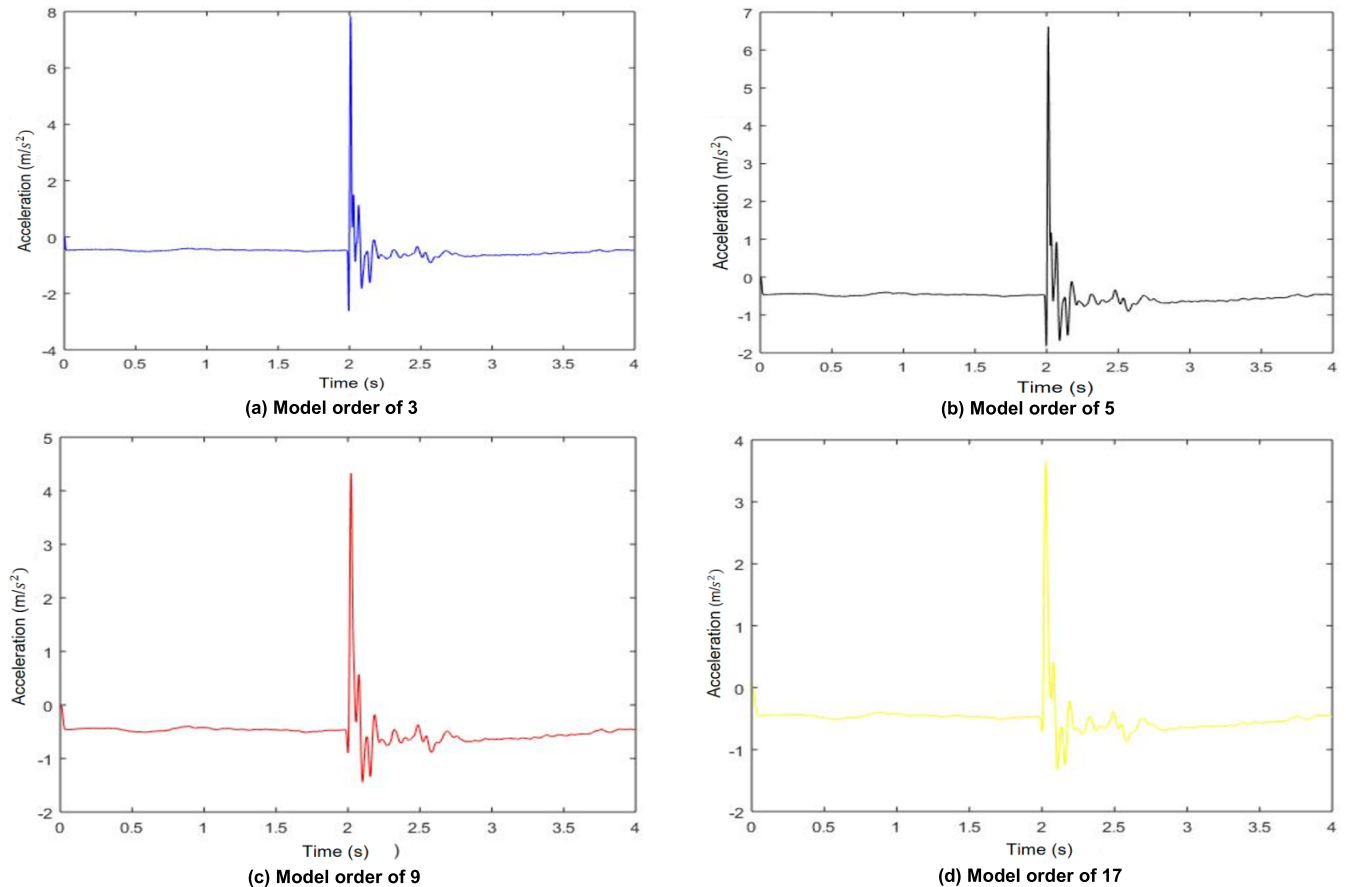 8
6
4
2
0
-2
-4
Acceleration (m/s²)
0 0.5 1 1.5 2 2.5 3 3.5 4
Time (s)
(a) Model order of 3
7
6
5
4
3
2
1
0
-1
-2
Acceleration (m/s²)
0 0.5 1 1.5 2 2.5 3 3.5 4
Time (s)
(b) Model order of 5
5
4
3
2
1
0
-1
-2
Acceleration (m/s²)
0 0.5 1 1.5 2 2.5 3 3.5 4
Time (s) )
(c) Model order of 9
4
3
2
1
0
-1
-2
Acceleration (m/s²)
0 0.5 1 1.5 2 2.5 3 3.5 4
Time (s)
(d) Model order of 17